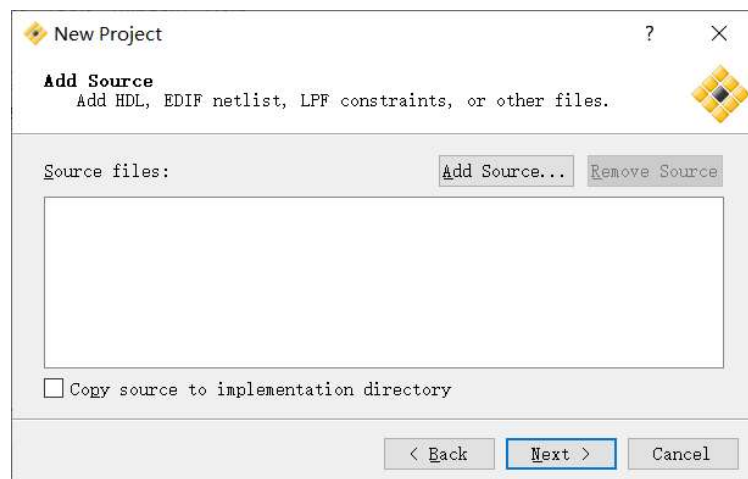 New Project
?
Add Source
Add HDL, EDIF netlist, LPF constraints, or other files.
Source files:
Add Source...
Remove Source
Copy source to implementation directory
< Back
Next >
Cancel